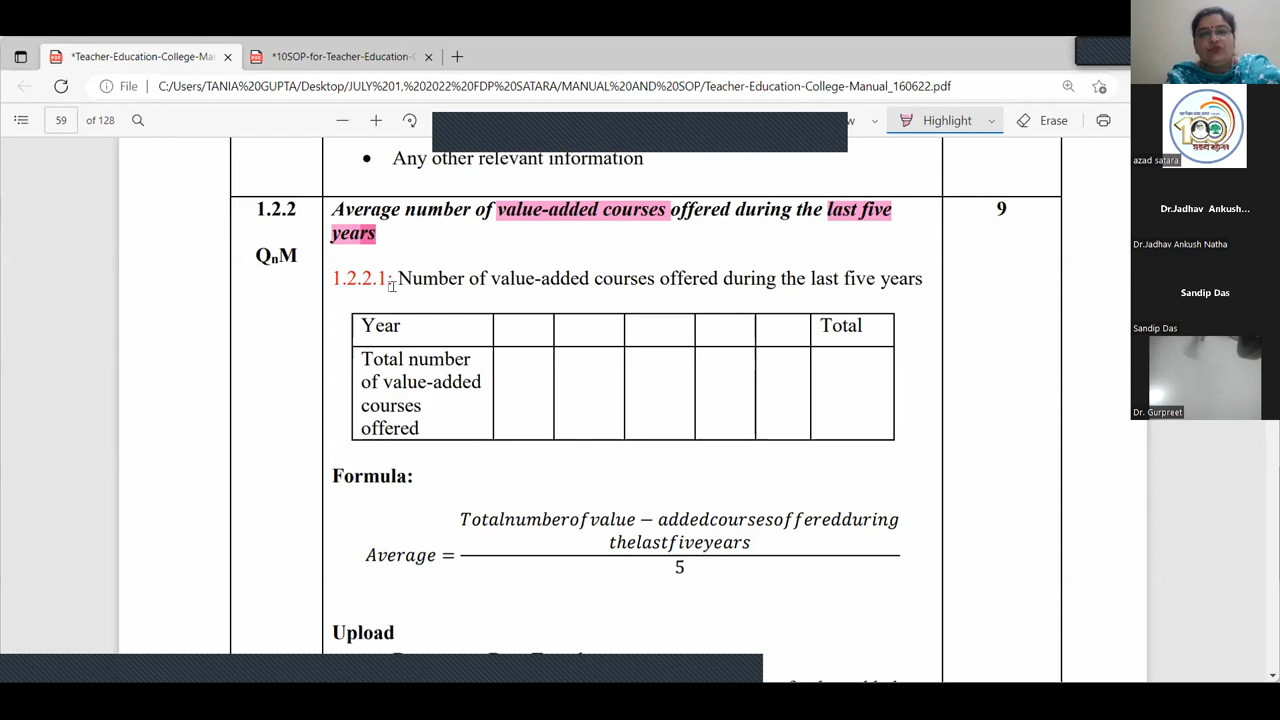 *Teacher-Education-College-Ma
*10SOP-for-Teacher-Education-
File
C:/Users/TANIA%20GUPTA/Desktop/JULY%201,%202022%20FDP%20SATARA/MANUAL%20AND%20SOP/Teacher-Education-College-Manual_160622.pdf
59 of 128
Highlight
Erase
• Any other relevant information
1.2.2
QnM
Average number of value-added courses offered during the last five
years
9
1.2.2.1: Number of value-added courses offered during the last five years
Year Total
Total number
of value-added
courses
offered
Formula:
Totalnumberofvalue − addedcoursesofferedduring
thelastfiveyears
Average =
5
Upload
100
azad satara
Dr.Jadhav Ankush...
Dr.Jadhav Ankush Natha
Sandip Das
Sandip Das
Dr. Gurpreet